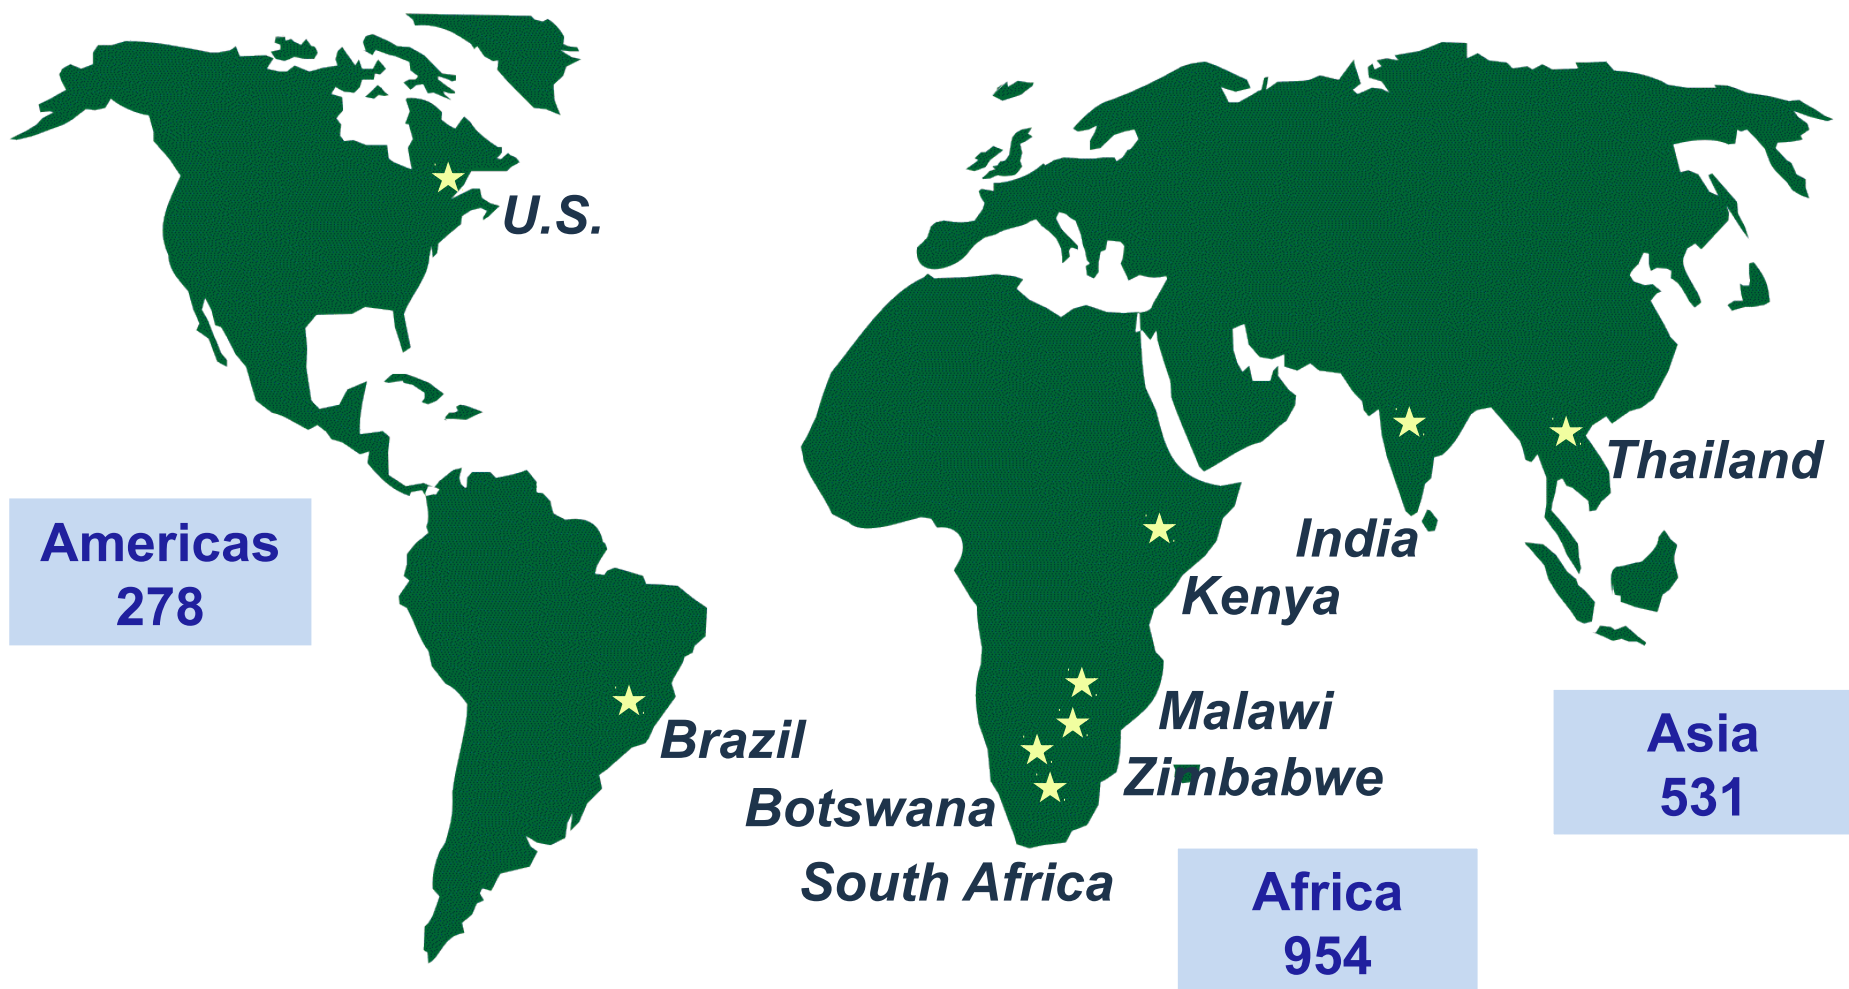 U.S.
Thailand
Americas
278
India
Kenya
Malawi
Brazil
Zimbabwe
Botswana
Asia
531
South Africa
Africa
954